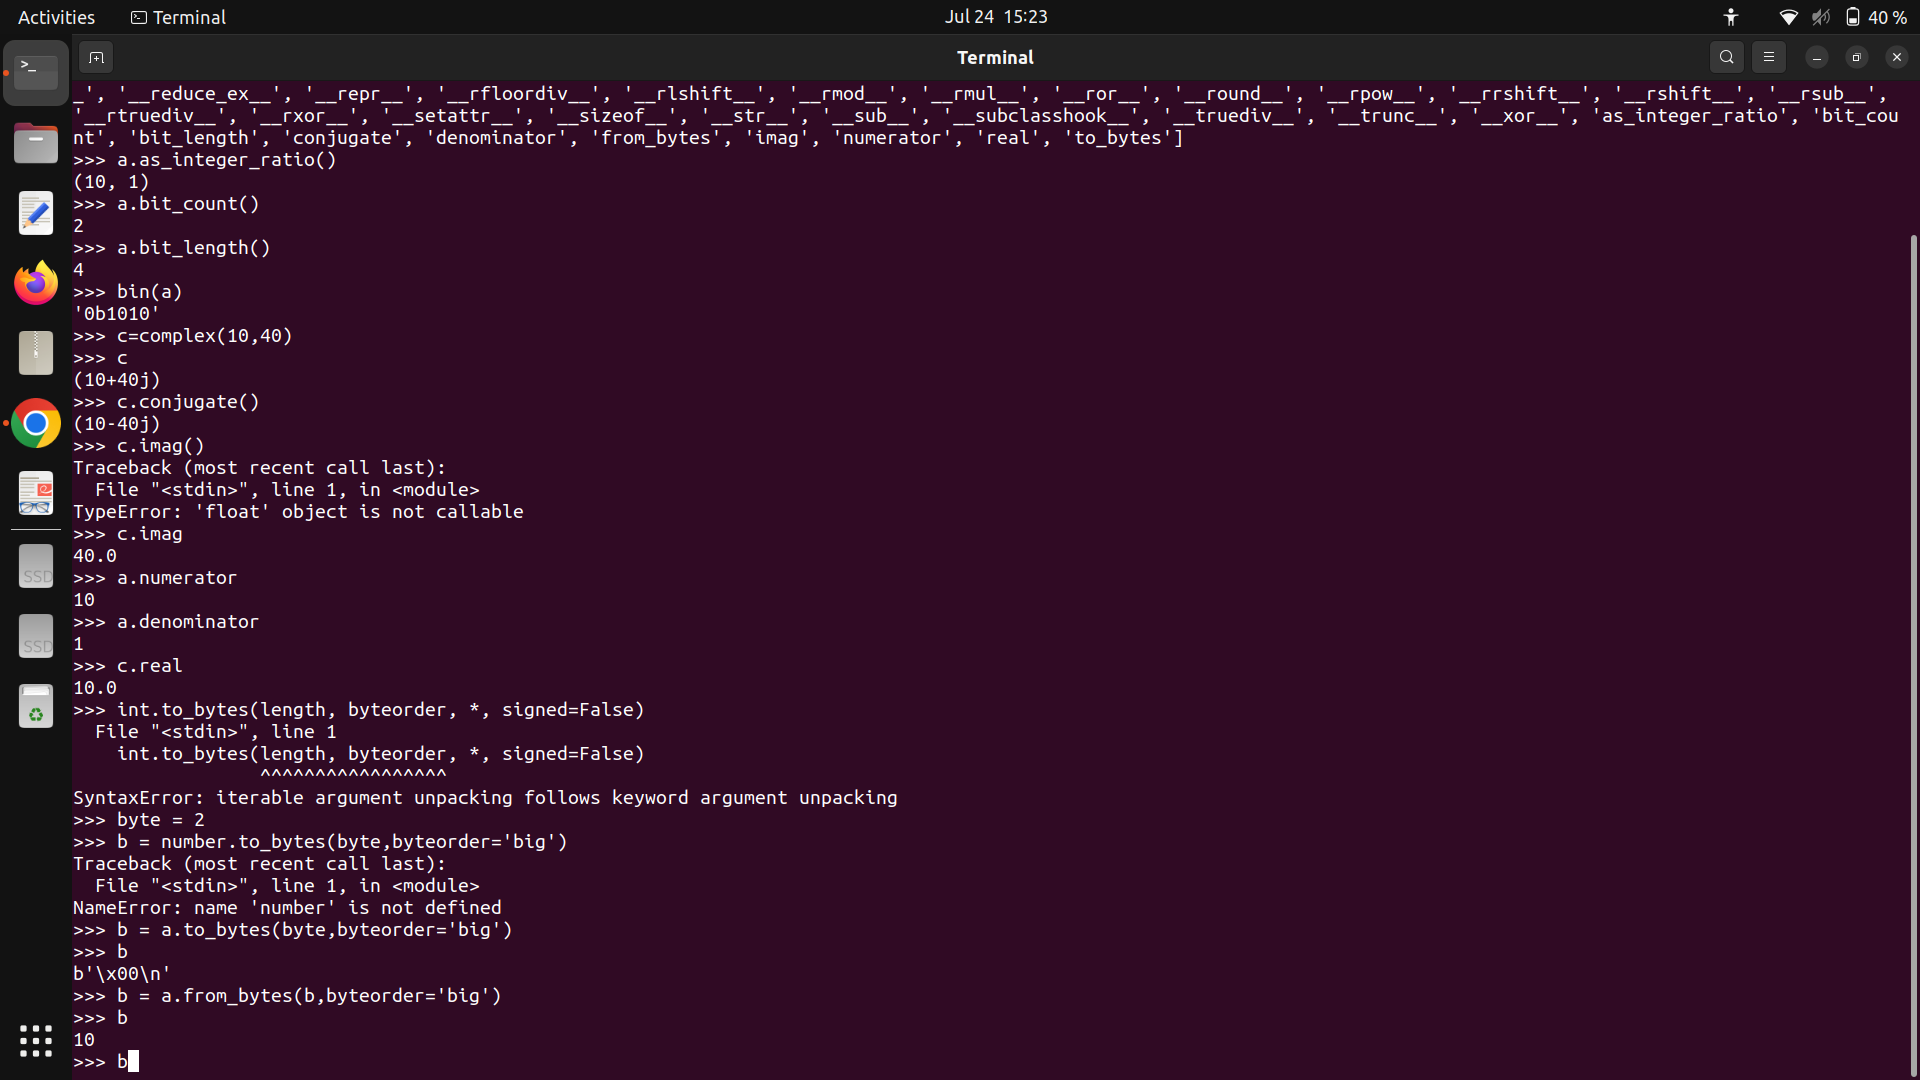 Activities
Terminal
Jul 24 15:23
40 %
Terminal
_', '__reduce_ex__', '__repr__', '__rfloordiv__', '__rlshift__', '__rmod__', '__rmul__', '__ror__', '__round__', '__rpow__', '__rrshift__', '__rshift__', '__rsub__',
'__rtruediv__', '__rxor__', '__setattr__', '__sizeof__', '__str__', '__sub__', '__subclasshook__', '__truediv__', '__trunc__', '__xor__', 'as_integer_ratio', 'bit_cou
nt', 'bit_length', 'conjugate', 'denominator', 'from_bytes', 'imag', 'numerator', 'real', 'to_bytes']
>>> a.as_integer_ratio()
(10, 1)
>>> a.bit_count()
2
>>> a.bit_length()
4
>>> bin(a)
'0b1010'
>>> c=complex(10,40)
>>> c
(10+40j)
>>> c.conjugate()
(10-40j)
>>> c.imag()
Traceback (most recent call last):
  File "<stdin>", line 1, in <module>
TypeError: 'float' object is not callable
>>> c.imag
40.0
>>> a.numerator
10
>>> a.denominator
1
>>> c.real
10.0
>>> int.to_bytes(length, byteorder, *, signed=False)
  File "<stdin>", line 1
    int.to_bytes(length, byteorder, *, signed=False)
                 ^^^^^^^^^^^^^^^^^
SyntaxError: iterable argument unpacking follows keyword argument unpacking
>>> byte = 2
>>> b = number.to_bytes(byte,byteorder='big')
Traceback (most recent call last):
  File "<stdin>", line 1, in <module>
NameError: name 'number' is not defined
>>> b = a.to_bytes(byte,byteorder='big')
>>> b
b'\x00\n'
>>> b = a.from_bytes(b,byteorder='big')
>>> b
10
>>> b
SSD
SSD